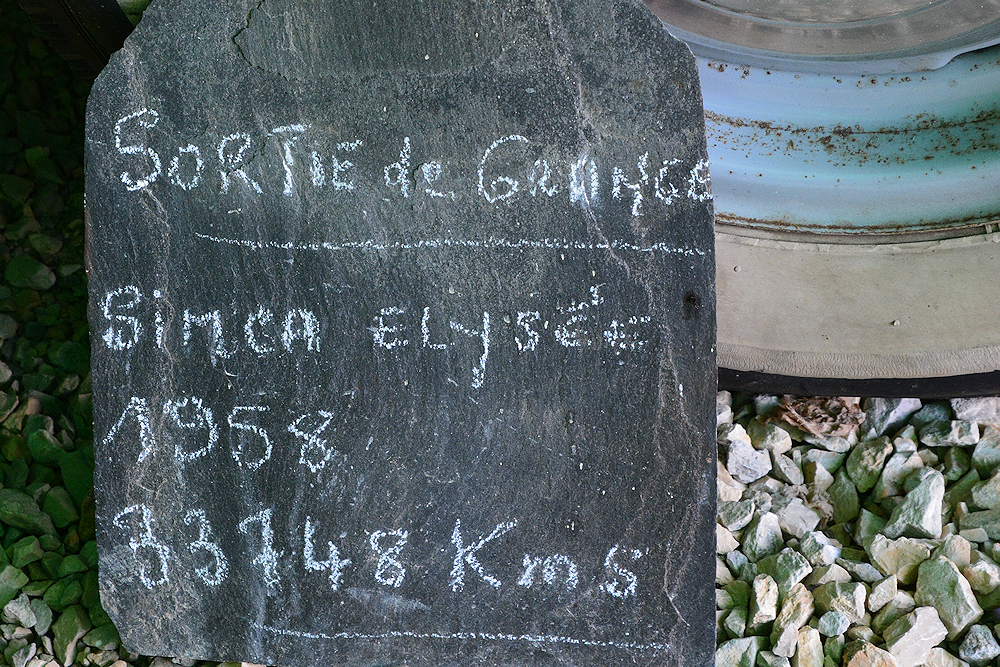 SORTIE de GRANGE
Simca ELYSÉE
1958
33748 Kms